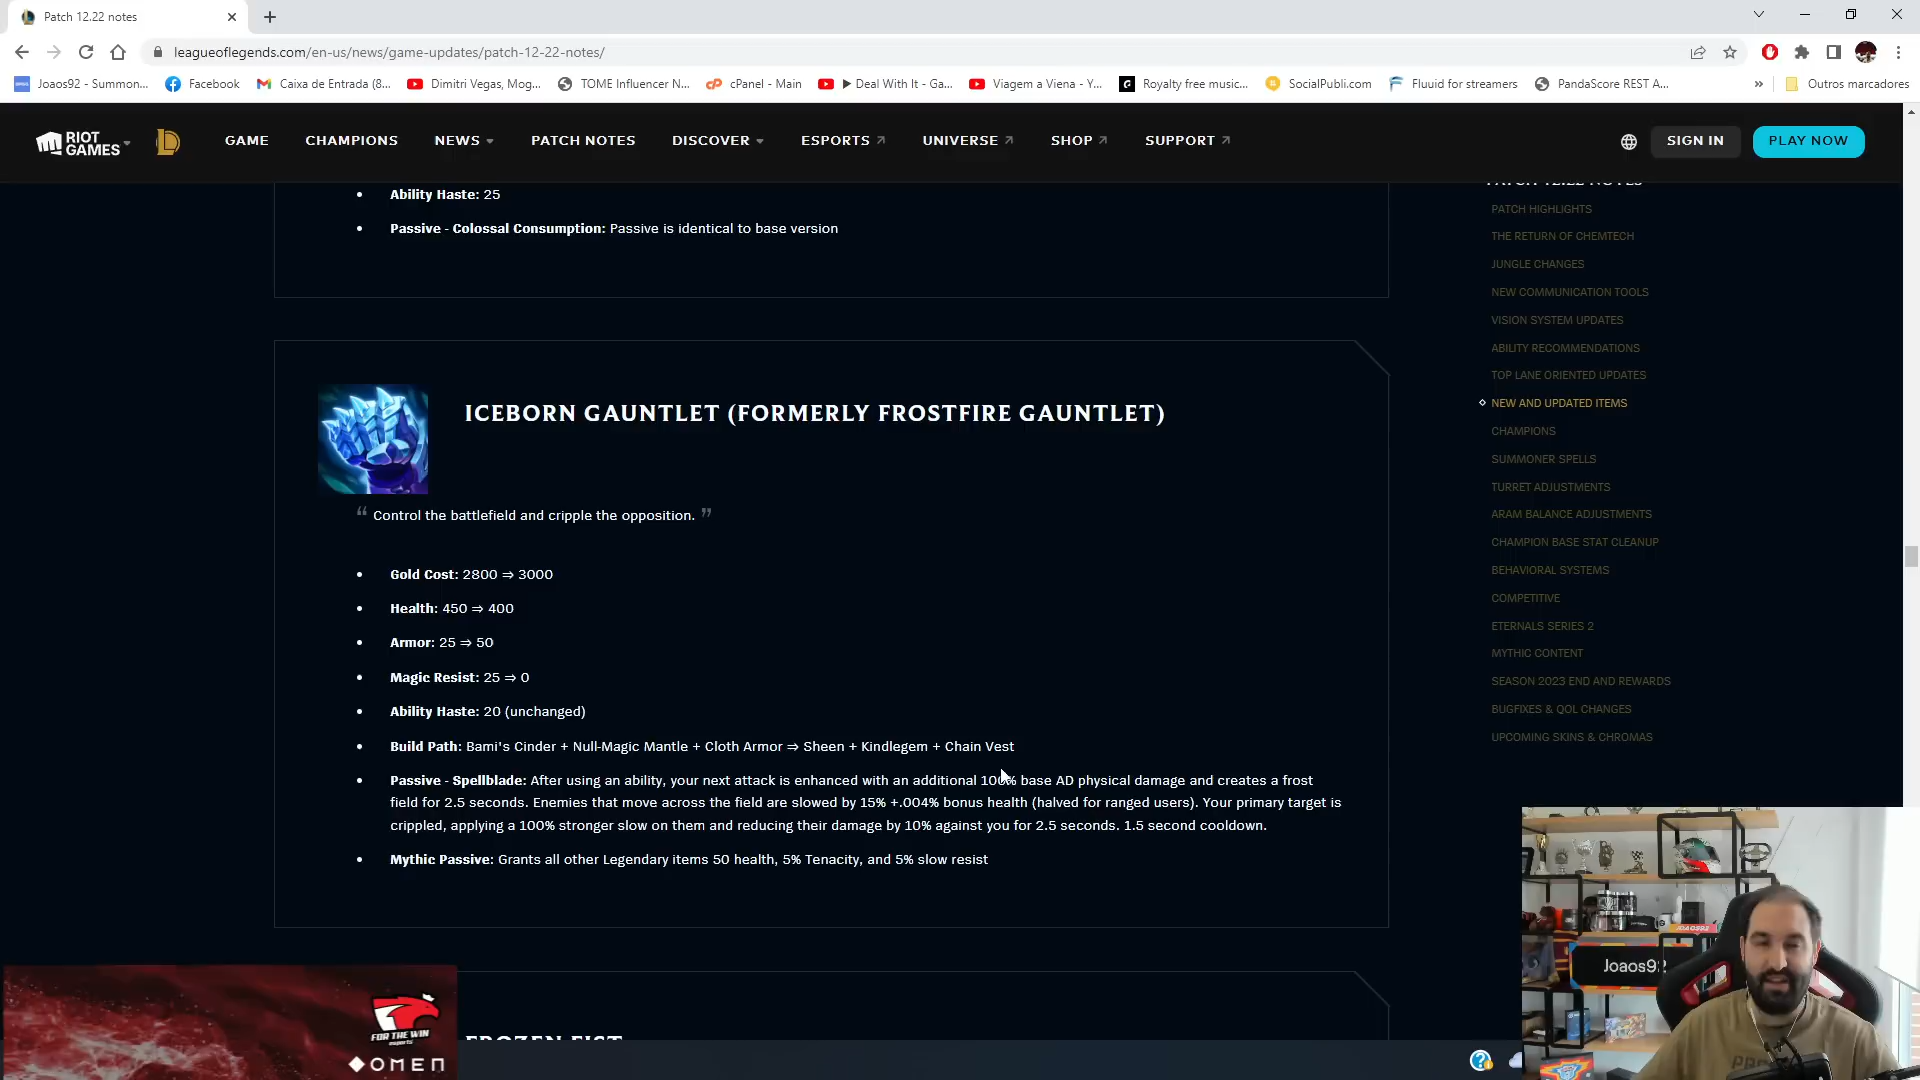 Patch 12.22 notes
leagueoflegends.com/en-us/news/game-updates/patch-12-22-notes/
Joaos92 - Summon... Facebook Caixa de Entrada (8... Dimitri Vegas, Mog... TOME Influencer N... cPanel - Main ▶ Deal With It - Ga... Viagem a Viena - Y... Royalty free music... SocialPubli.com Fluuid for streamers PandaScore REST A... » Outros marcadores
RIOT GAMES GAME CHAMPIONS NEWS PATCH NOTES DISCOVER ESPORTS UNIVERSE SHOP SUPPORT SIGN IN PLAY NOW
• Ability Haste: 25
• Passive - Colossal Consumption: Passive is identical to base version
ICEBORN GAUNTLET (FORMERLY FROSTFIRE GAUNTLET)
“ Control the battlefield and cripple the opposition. ”
• Gold Cost: 2800 ⇒ 3000
• Health: 450 ⇒ 400
• Armor: 25 ⇒ 50
• Magic Resist: 25 ⇒ 0
• Ability Haste: 20 (unchanged)
• Build Path: Bami's Cinder + Null-Magic Mantle + Cloth Armor ⇒ Sheen + Kindlegem + Chain Vest
• Passive - Spellblade: After using an ability, your next attack is enhanced with an additional 100% base AD physical damage and creates a frost
field for 2.5 seconds. Enemies that move across the field are slowed by 15% +.004% bonus health (halved for ranged users). Your primary target is
crippled, applying a 100% stronger slow on them and reducing their damage by 10% against you for 2.5 seconds. 1.5 second cooldown.
• Mythic Passive: Grants all other Legendary items 50 health, 5% Tenacity, and 5% slow resist
FROZEN FIST
PATCH 12.22 NOTES
PATCH HIGHLIGHTS
THE RETURN OF CHEMTECH
JUNGLE CHANGES
NEW COMMUNICATION TOOLS
VISION SYSTEM UPDATES
ABILITY RECOMMENDATIONS
TOP LANE ORIENTED UPDATES
NEW AND UPDATED ITEMS
CHAMPIONS
SUMMONER SPELLS
TURRET ADJUSTMENTS
ARAM BALANCE ADJUSTMENTS
CHAMPION BASE STAT CLEANUP
BEHAVIORAL SYSTEMS
COMPETITIVE
ETERNALS SERIES 2
MYTHIC CONTENT
SEASON 2023 END AND REWARDS
BUGFIXES & QOL CHANGES
UPCOMING SKINS & CHROMAS
FOR THE WIN
esports
OMEN
JOAOS92
Joaos92